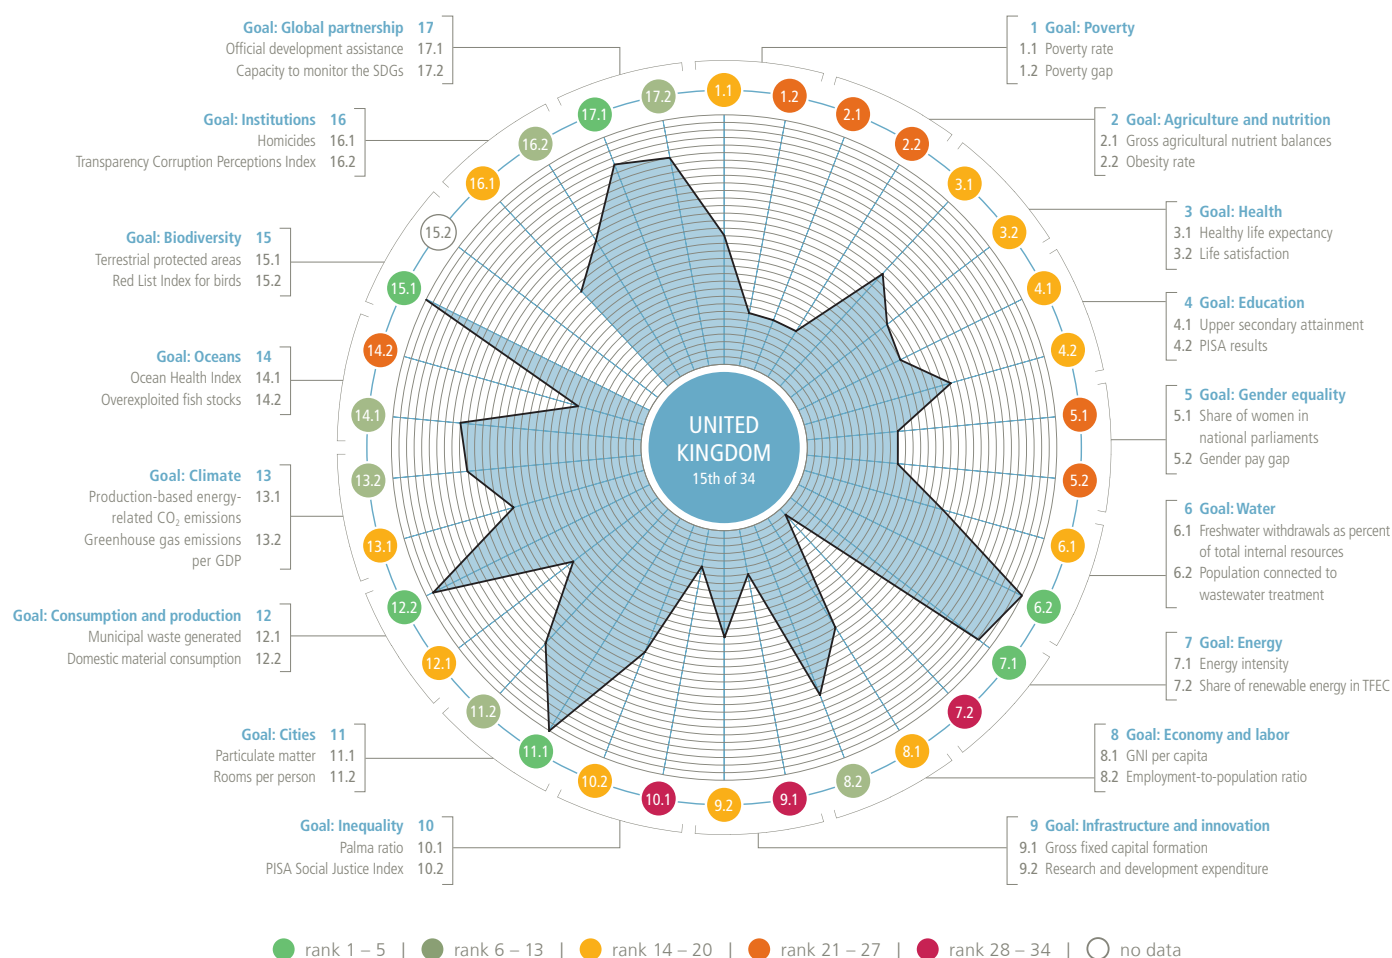 Goal: Global partnership 17
Official development assistance 17.1
Capacity to monitor the SDGs 17.2
Goal: Institutions 16
Homicides 16.1
Transparency Corruption Perceptions Index 16.2
Goal: Biodiversity 15
Terrestrial protected areas 15.1
Red List Index for birds 15.2
Goal: Oceans 14
Ocean Health Index 14.1
Overexploited fish stocks 14.2
Goal: Climate 13
Production-based energy- 13.1
related CO₂ emissions
Greenhouse gas emissions 13.2
per GDP
Goal: Consumption and production 12
Municipal waste generated 12.1
Domestic material consumption 12.2
Goal: Cities 11
Particulate matter 11.1
Rooms per person 11.2
Goal: Inequality 10
Palma ratio 10.1
PISA Social Justice Index 10.2
1 Goal: Poverty
1.1 Poverty rate
1.2 Poverty gap
2 Goal: Agriculture and nutrition
2.1 Gross agricultural nutrient balances
2.2 Obesity rate
3 Goal: Health
3.1 Healthy life expectancy
3.2 Life satisfaction
4 Goal: Education
4.1 Upper secondary attainment
4.2 PISA results
5 Goal: Gender equality
5.1 Share of women in
national parliaments
5.2 Gender pay gap
6 Goal: Water
6.1 Freshwater withdrawals as percent
of total internal resources
6.2 Population connected to
wastewater treatment
7 Goal: Energy
7.1 Energy intensity
7.2 Share of renewable energy in TFEC
8 Goal: Economy and labor
8.1 GNI per capita
8.2 Employment-to-population ratio
9 Goal: Infrastructure and innovation
9.1 Gross fixed capital formation
9.2 Research and development expenditure
1.1
1.2
2.1
2.2
3.1
3.2
4.1
4.2
5.1
5.2
6.1
6.2
7.1
7.2
8.1
8.2
9.1
9.2
10.1
10.2
11.1
11.2
12.1
12.2
13.1
13.2
14.1
14.2
15.1
15.2
16.1
16.2
17.1
17.2
UNITED
KINGDOM
15th of 34
rank 1 – 5 | rank 6 – 13 | rank 14 – 20 | rank 21 – 27 | rank 28 – 34 | no data